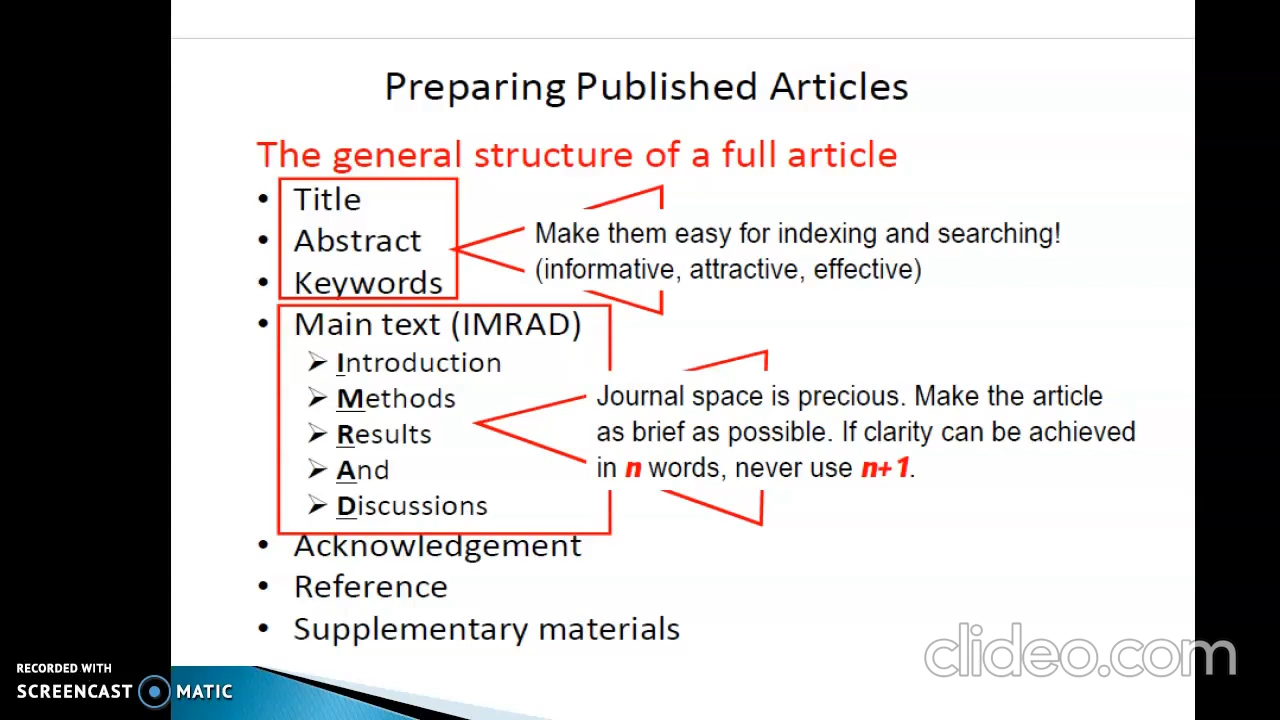 Preparing Published Articles
The general structure of a full article
• Title
• Abstract
• Keywords
Make them easy for indexing and searching!
(informative, attractive, effective)
• Main text (IMRAD)
➢ Introduction
➢ Methods
➢ Results
➢ And
➢ Discussions
Journal space is precious. Make the article
as brief as possible. If clarity can be achieved
in n words, never use n+1.
• Acknowledgement
• Reference
• Supplementary materials
clideo.com
RECORDED WITH
SCREENCAST MATIC